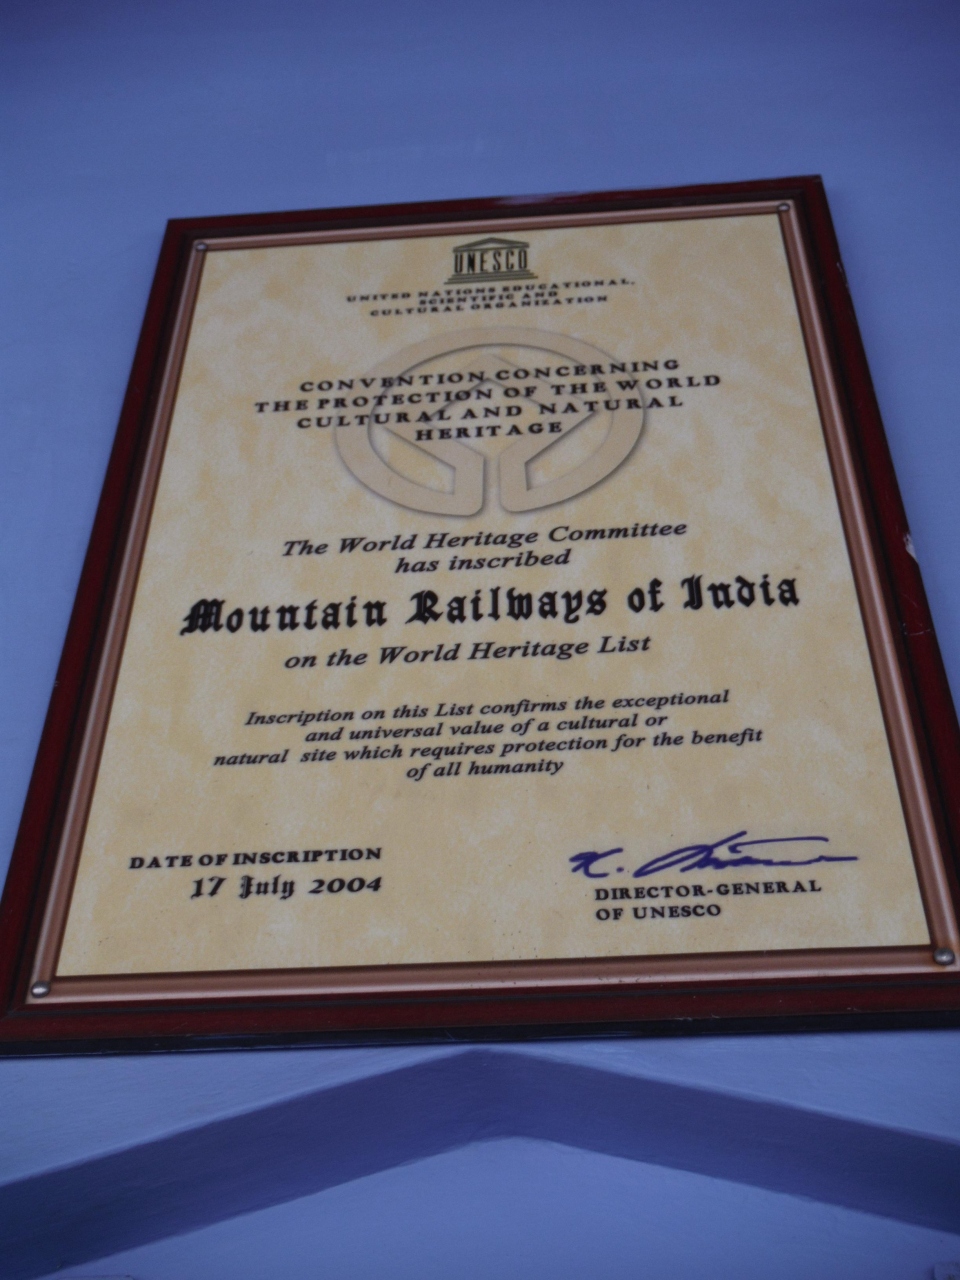 UNESCO
UNITED NATIONS EDUCATIONAL,
SCIENTIFIC AND
CULTURAL ORGANIZATION
CONVENTION CONCERNING
THE PROTECTION OF THE WORLD
CULTURAL AND NATURAL
HERITAGE
The World Heritage Committee
has inscribed
Mountain Railways of India
on the World Heritage List
Inscription on this List confirms the exceptional
and universal value of a cultural or
natural site which requires protection for the benefit
of all humanity
DATE OF INSCRIPTION
17 July 2004
DIRECTOR-GENERAL
OF UNESCO